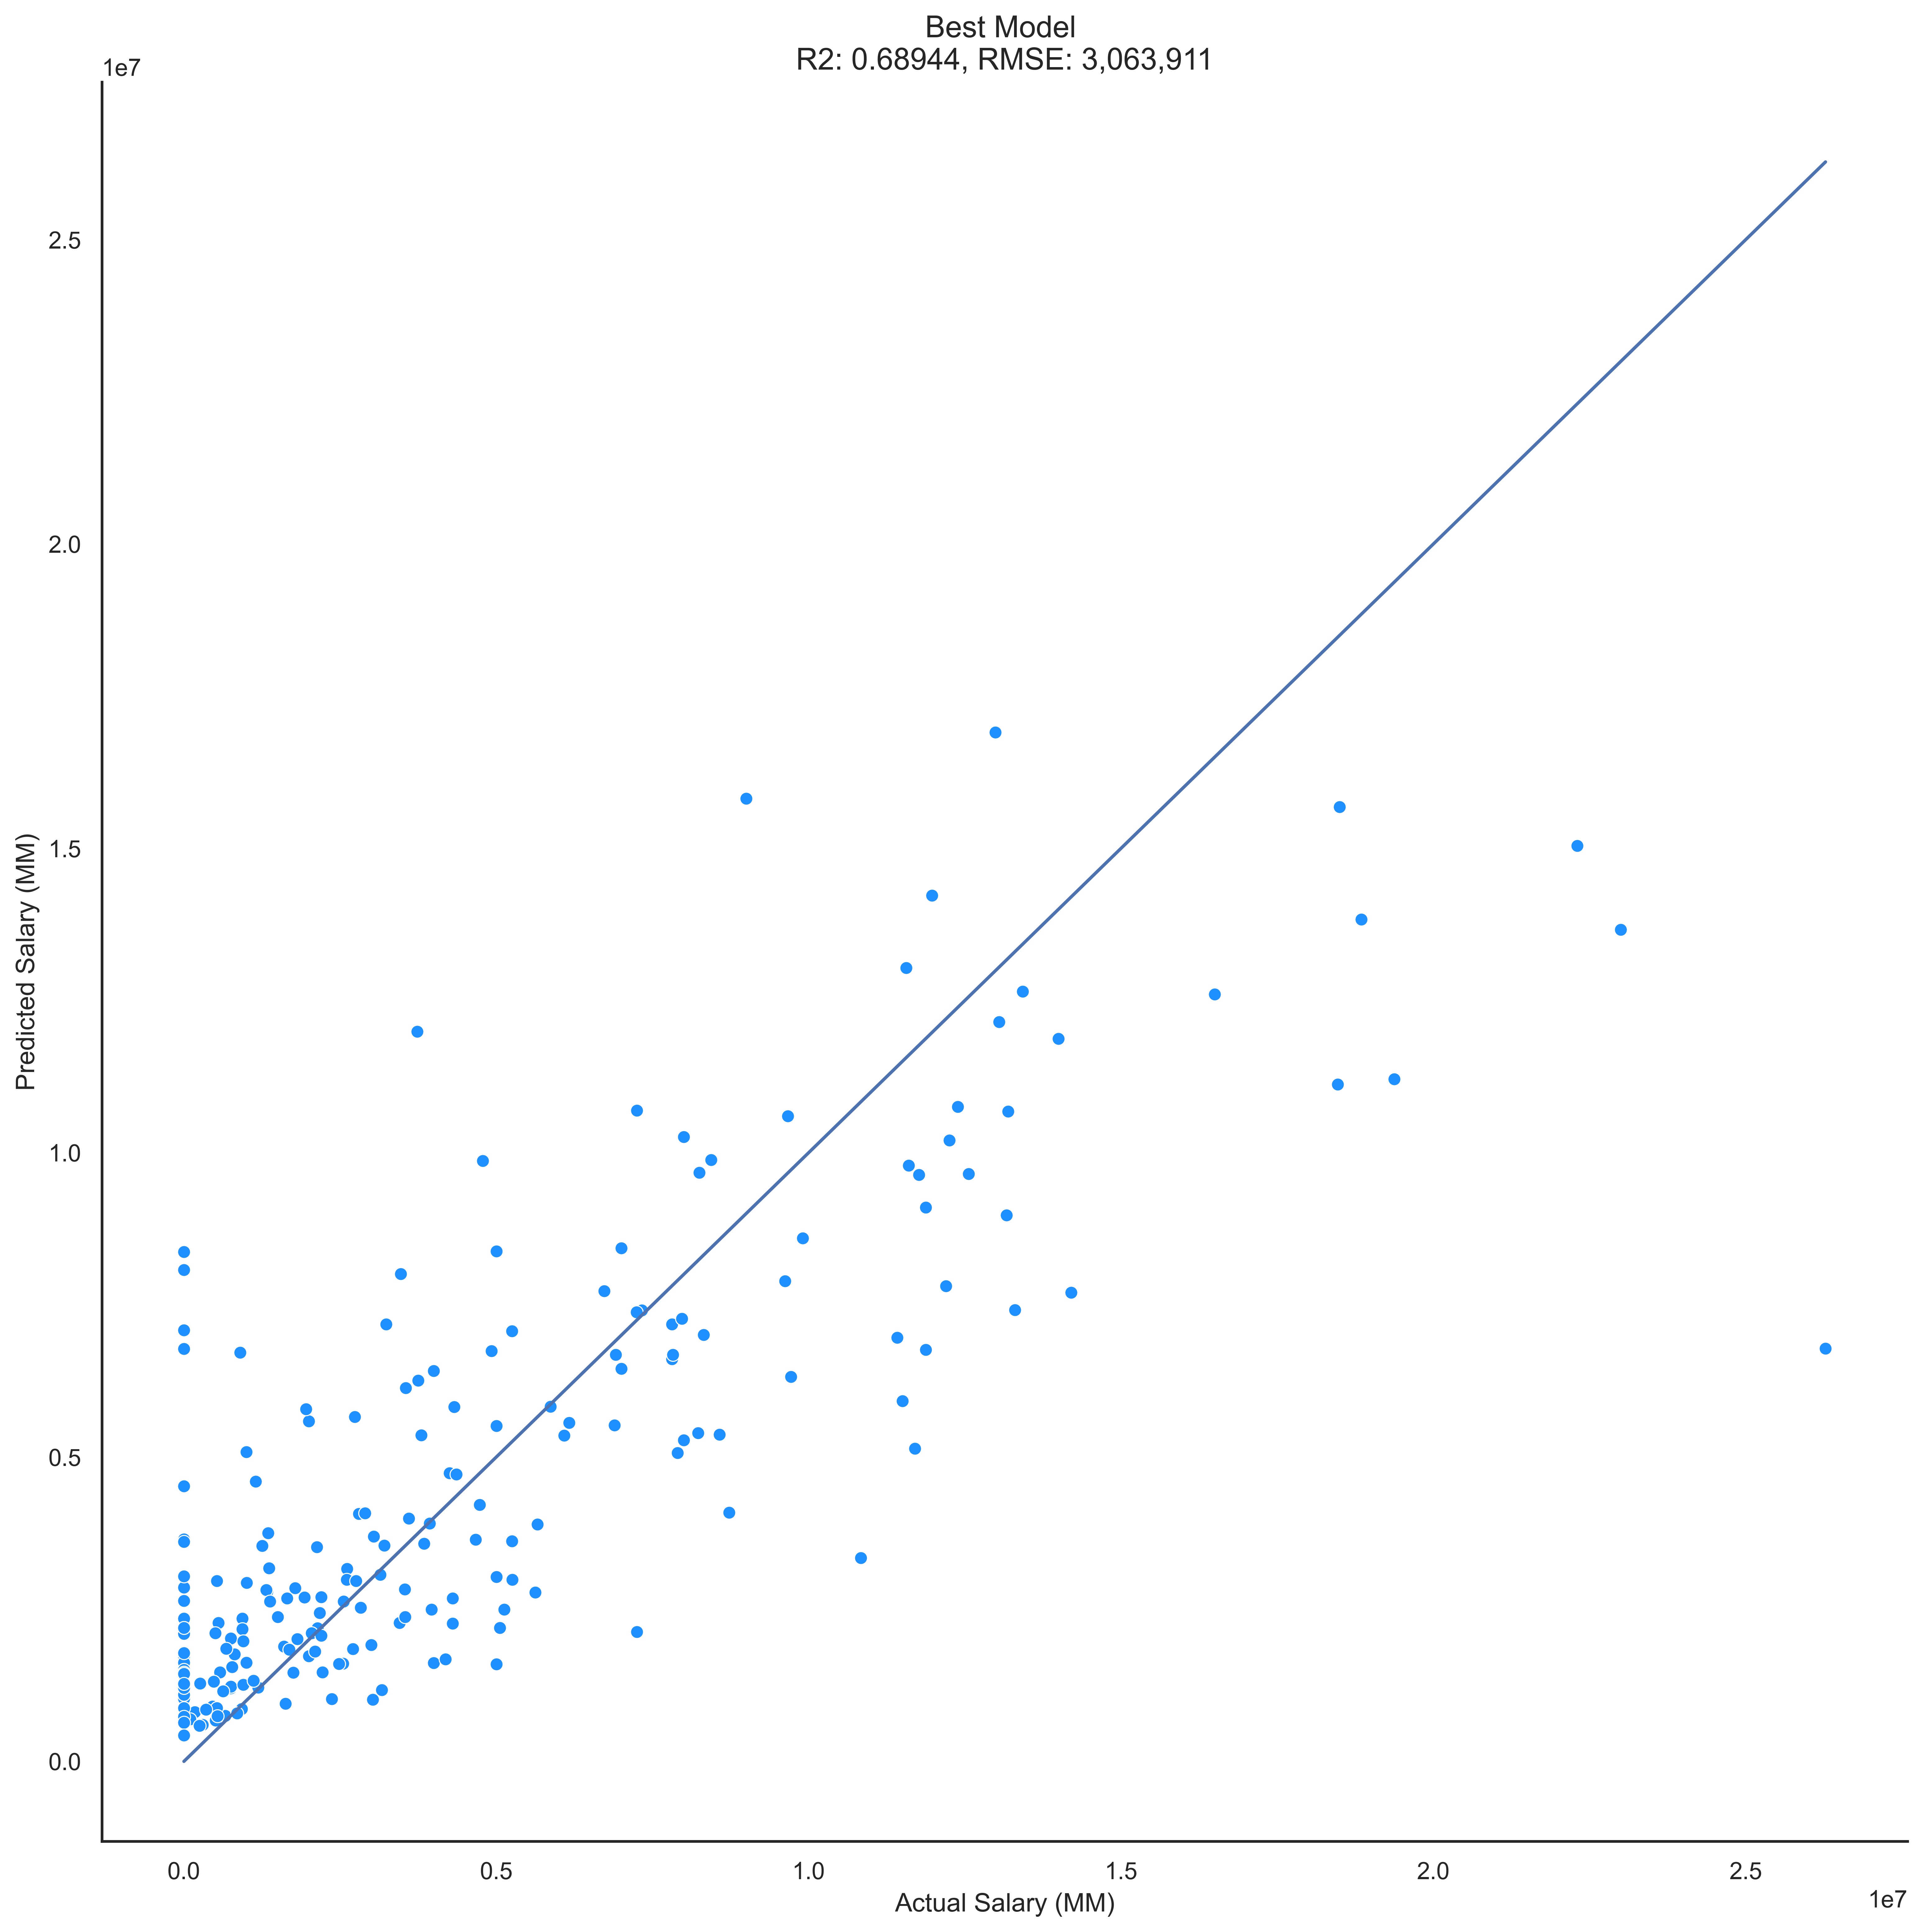 Best Model
R2: 0.68944, RMSE: 3,063,911
1e7
2.5
2.0
1.5
1.0
0.5
0.0
Predicted Salary (MM)
0.0 0.5 1.0 1.5 2.0 2.5
1e7
Actual Salary (MM)